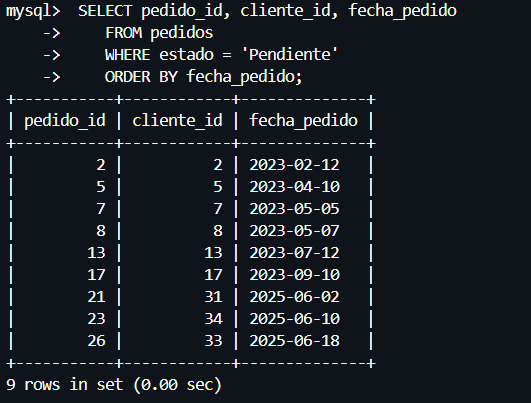 mysql>  SELECT pedido_id, cliente_id, fecha_pedido
    ->     FROM pedidos
    ->     WHERE estado = 'Pendiente'
    ->     ORDER BY fecha_pedido;
+-----------+------------+--------------+
| pedido_id | cliente_id | fecha_pedido |
+-----------+------------+--------------+
|         2 |          2 | 2023-02-12   |
|         5 |          5 | 2023-04-10   |
|         7 |          7 | 2023-05-05   |
|         8 |          8 | 2023-05-07   |
|        13 |         13 | 2023-07-12   |
|        17 |         17 | 2023-09-10   |
|        21 |         31 | 2025-06-02   |
|        23 |         34 | 2025-06-10   |
|        26 |         33 | 2025-06-18   |
+-----------+------------+--------------+
9 rows in set (0.00 sec)